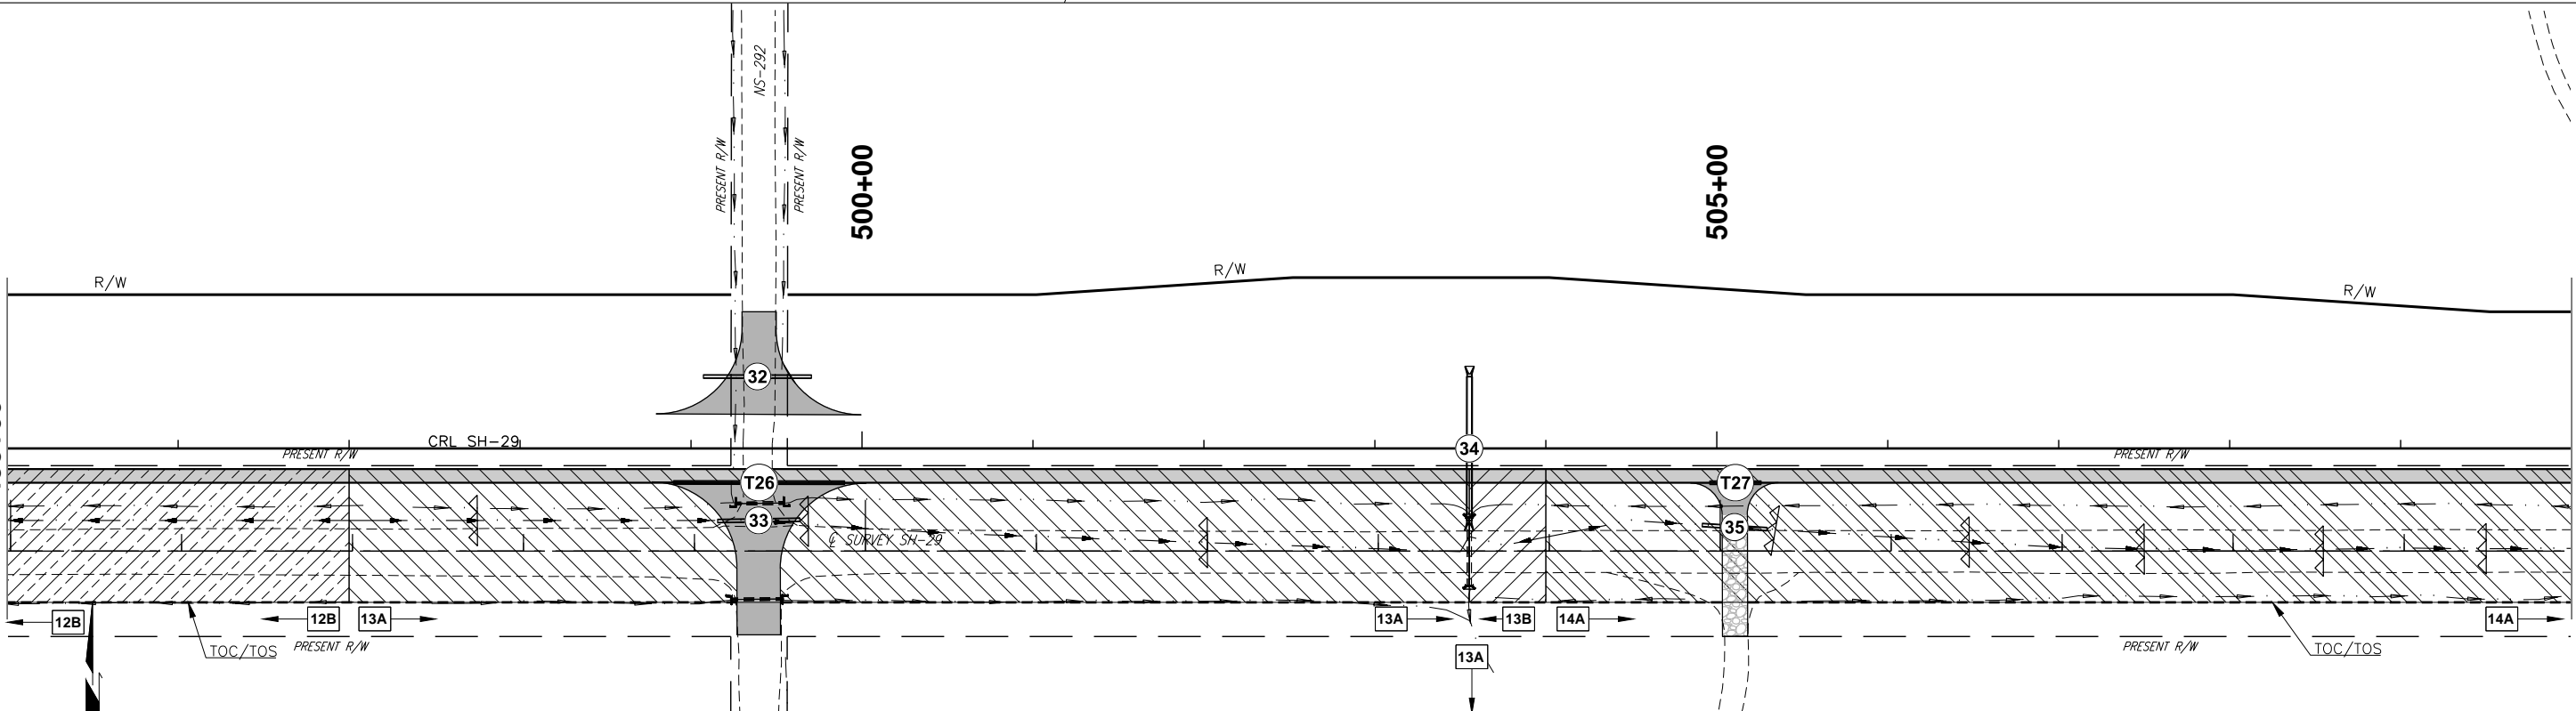 NS-292
PRESENT R/W
PRESENT R/W
500+00
505+00
R/W
R/W
R/W
32
CRL SH-29
PRESENT R/W
34
PRESENT R/W
T26
T27
33
35
℄ SURVEY SH-29
12B
12B
13A
13A
13B
14A
14A
TOC/TOS
PRESENT R/W
13A
PRESENT R/W
TOC/TOS